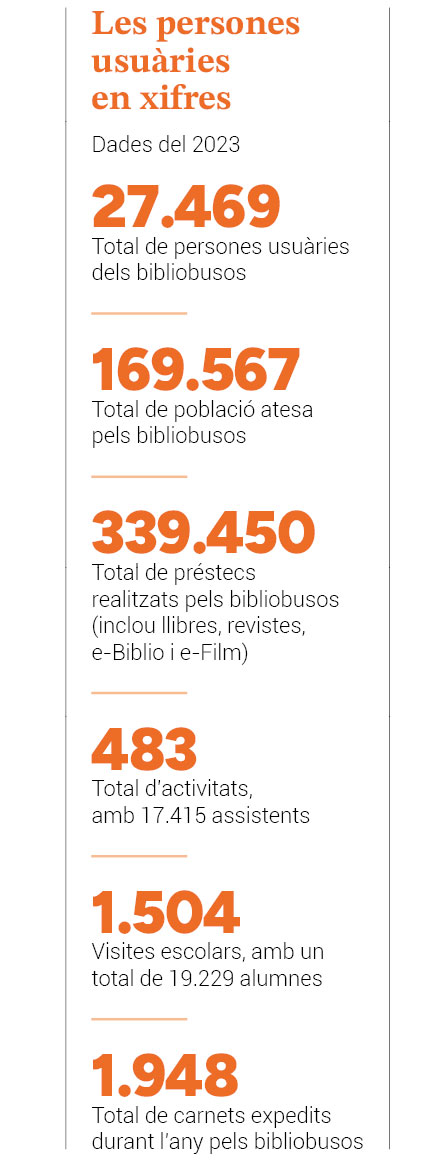 Les persones
usuàries
en xifres
Dades del 2023
27.469
Total de persones usuàries
dels bibliobusos
169.567
Total de població atesa
pels bibliobusos
339.450
Total de préstecs
realitzats pels bibliobusos
(inclou llibres, revistes,
e-Biblio i e-Film)
483
Total d’activitats,
amb 17.415 assistents
1.504
Visites escolars, amb un
total de 19.229 alumnes
1.948
Total de carnets expedits
durant l’any pels bibliobusos